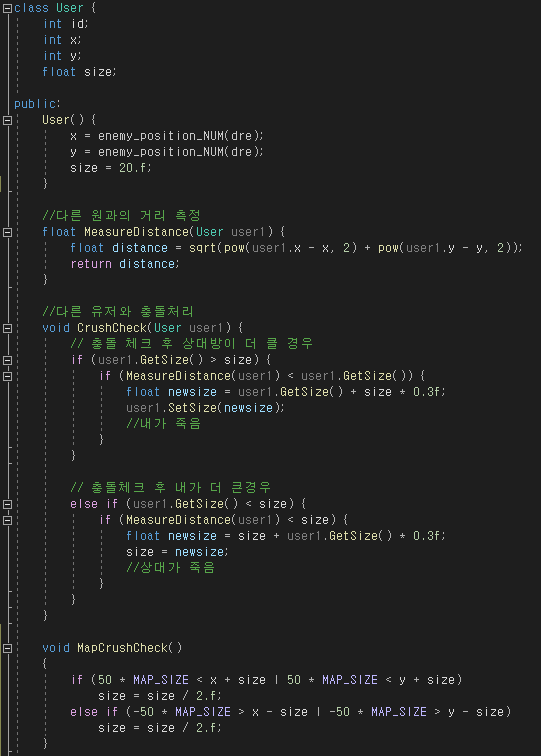 class User {
int id;
int x;
int y;
float size;
public:
User() {
x = enemy_position_NUM(dre);
y = enemy_position_NUM(dre);
size = 20.f;
}
//다른 원과의 거리 측정
float MeasureDistance(User user1) {
float distance = sqrt(pow(user1.x - x, 2) + pow(user1.y - y, 2));
return distance;
}
//다른 유저와 충돌처리
void CrushCheck(User user1) {
// 충돌 체크 후 상대방이 더 클 경우
if (user1.GetSize() > size) {
if (MeasureDistance(user1) < user1.GetSize()) {
float newsize = user1.GetSize() + size * 0.3f;
user1.SetSize(newsize);
//내가 죽음
}
}
// 충돌체크 후 내가 더 큰경우
else if (user1.GetSize() < size) {
if (MeasureDistance(user1) < size) {
float newsize = size + user1.GetSize() * 0.3f;
size = newsize;
//상대가 죽음
}
}
}
void MapCrushCheck()
{
if (50 * MAP_SIZE < x + size | 50 * MAP_SIZE < y + size)
size = size / 2.f;
else if (-50 * MAP_SIZE > x - size | -50 * MAP_SIZE > y - size)
size = size / 2.f;
}